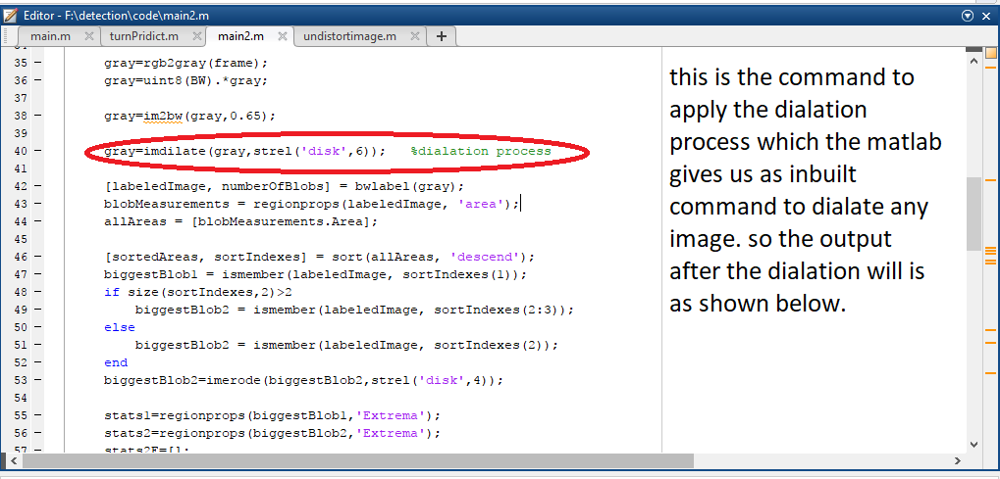 Editor - F:\detection\code\main2.m
main.m turnPridict.m main2.m undistortimage.m
35 gray=rgb2gray(frame);
36 gray=uint8(BW).*gray;
37
38 gray=im2bw(gray,0.65);
39
40 gray=imdilate(gray,strel('disk',6)); %dialation process
41
42 [labeledImage, numberOfBlobs] = bwlabel(gray);
43 blobMeasurements = regionprops(labeledImage, 'area');
44 allAreas = [blobMeasurements.Area];
45
46 [sortedAreas, sortIndexes] = sort(allAreas, 'descend');
47 biggestBlob1 = ismember(labeledImage, sortIndexes(1));
48 if size(sortIndexes,2)>2
49 biggestBlob2 = ismember(labeledImage, sortIndexes(2:3));
50 else
51 biggestBlob2 = ismember(labeledImage, sortIndexes(2));
52 end
53 biggestBlob2=imerode(biggestBlob2,strel('disk',4));
54
55 stats1=regionprops(biggestBlob1,'Extrema');
56 stats2=regionprops(biggestBlob2,'Extrema');
57
this is the command to
apply the dialation
process which the matlab
gives us as inbuilt
command to dialate any
image. so the output
after the dialation will is
as shown below.